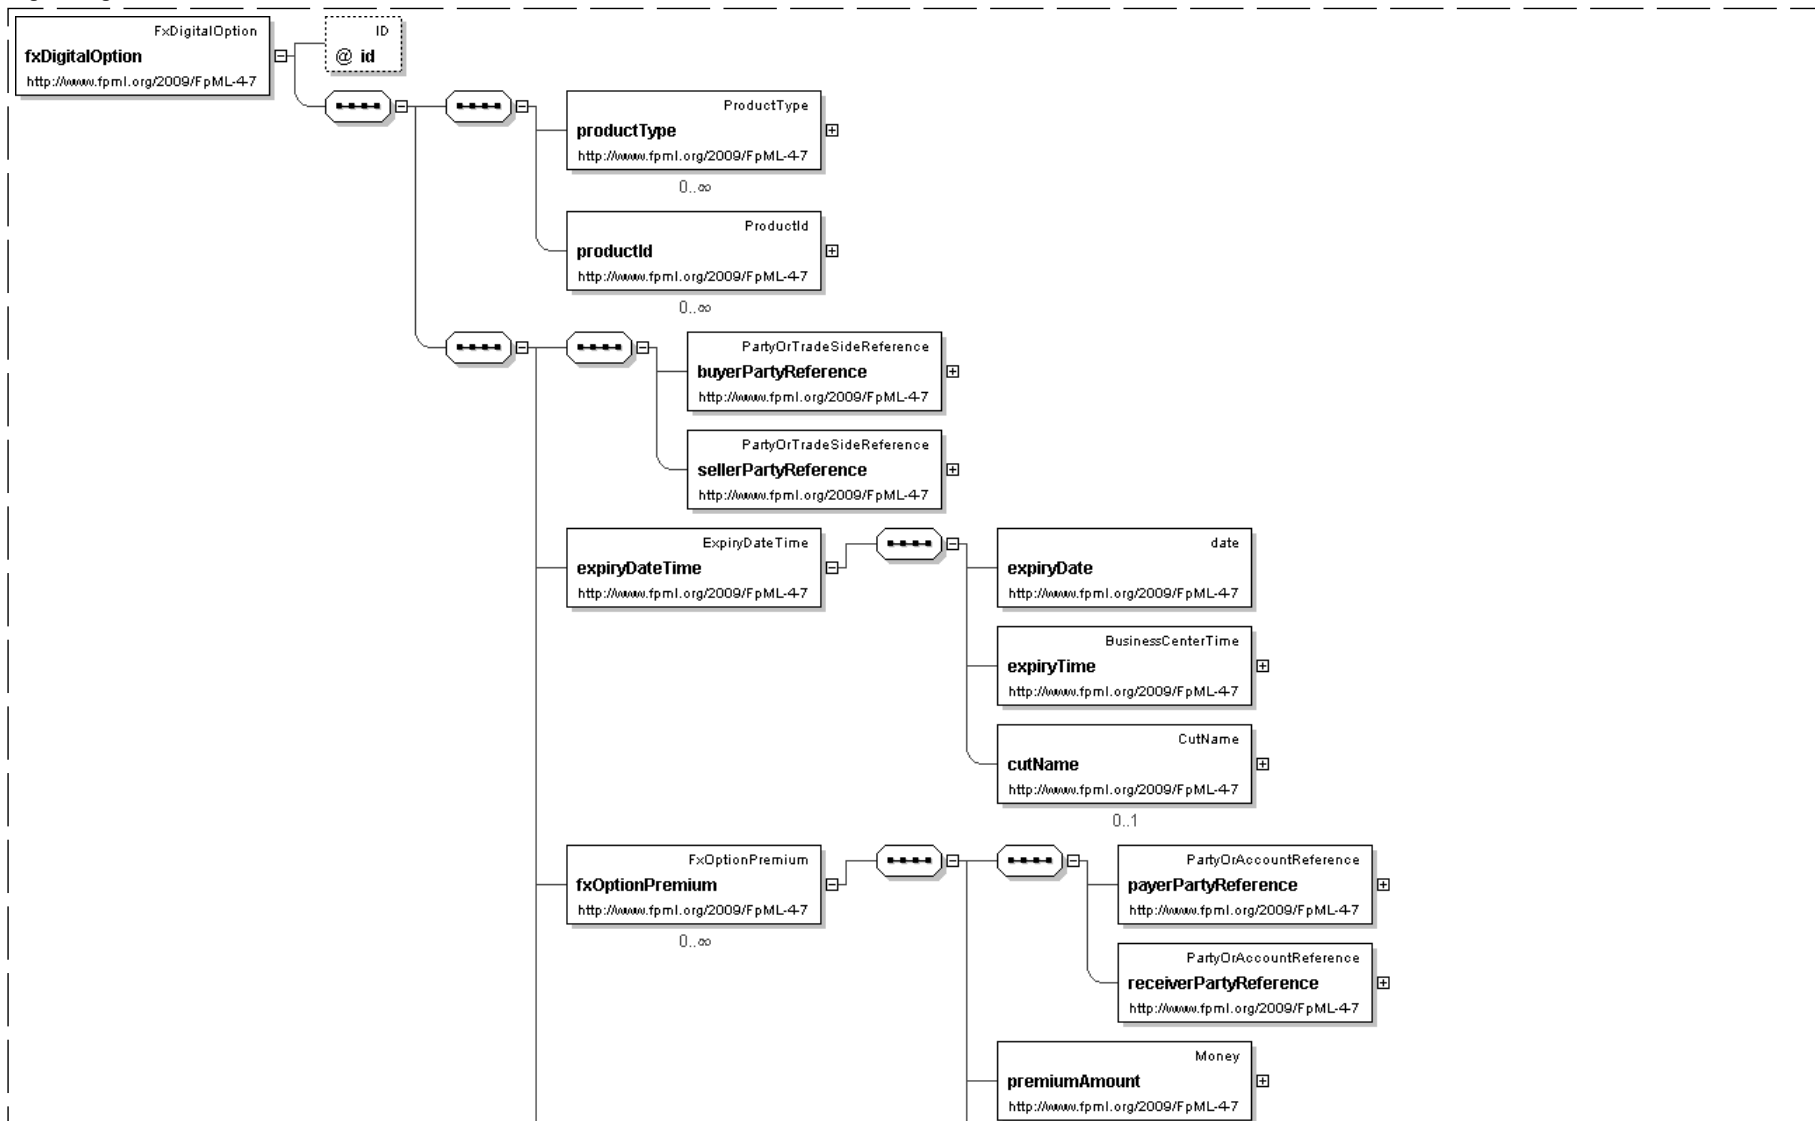 FxDigitalOption
fxDigitalOption
http://www.fpml.org/2009/FpML-4-7
ID
@ id
ProductType
productType
http://www.fpml.org/2009/FpML-4-7
0..∞
ProductId
productId
http://www.fpml.org/2009/FpML-4-7
0..∞
PartyOrTradeSideReference
buyerPartyReference
http://www.fpml.org/2009/FpML-4-7
PartyOrTradeSideReference
sellerPartyReference
http://www.fpml.org/2009/FpML-4-7
ExpiryDateTime
expiryDateTime
http://www.fpml.org/2009/FpML-4-7
date
expiryDate
http://www.fpml.org/2009/FpML-4-7
BusinessCenterTime
expiryTime
http://www.fpml.org/2009/FpML-4-7
CutName
cutName
http://www.fpml.org/2009/FpML-4-7
0..1
FxOptionPremium
fxOptionPremium
http://www.fpml.org/2009/FpML-4-7
0..∞
PartyOrAccountReference
payerPartyReference
http://www.fpml.org/2009/FpML-4-7
PartyOrAccountReference
receiverPartyReference
http://www.fpml.org/2009/FpML-4-7
Money
premiumAmount
http://www.fpml.org/2009/FpML-4-7